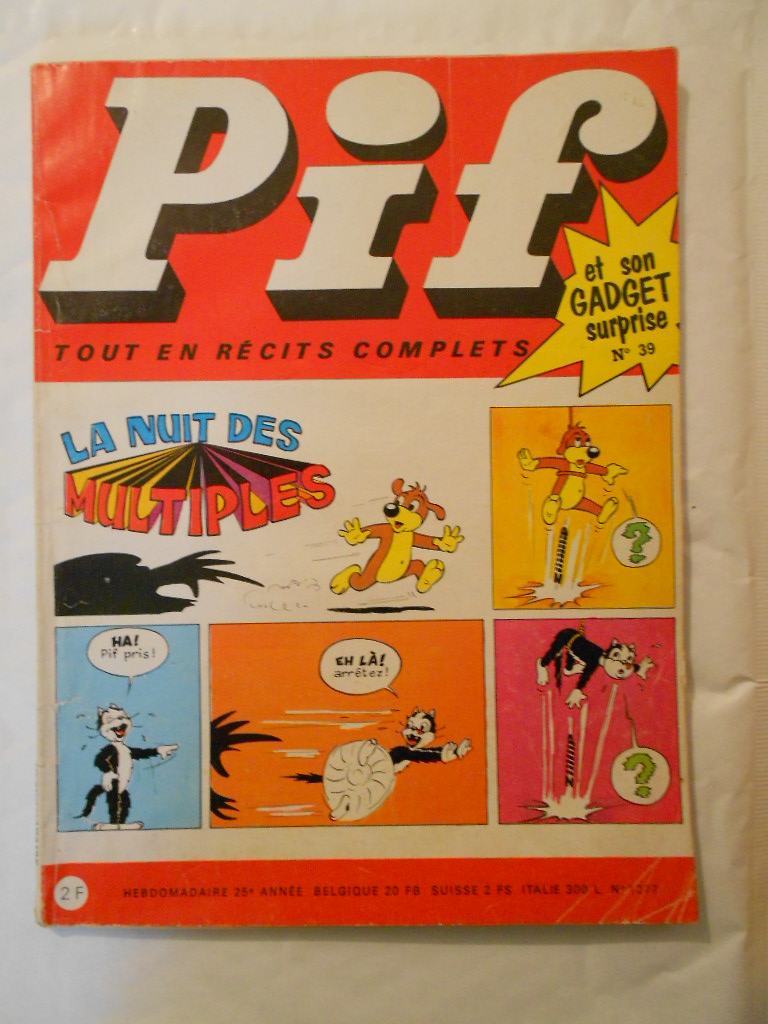 Pif
et son
GADGET
surprise
N° 39
TOUT EN RÉCITS COMPLETS
LA NUIT DES
MULTIPLES
?
HA!
Pif pris!
EH LÀ!
arrêtez!
?
2 F
HEBDOMADAIRE 25e ANNÉE BELGIQUE 20 FB SUISSE 2 FS ITALIE 300 L. N° 1277